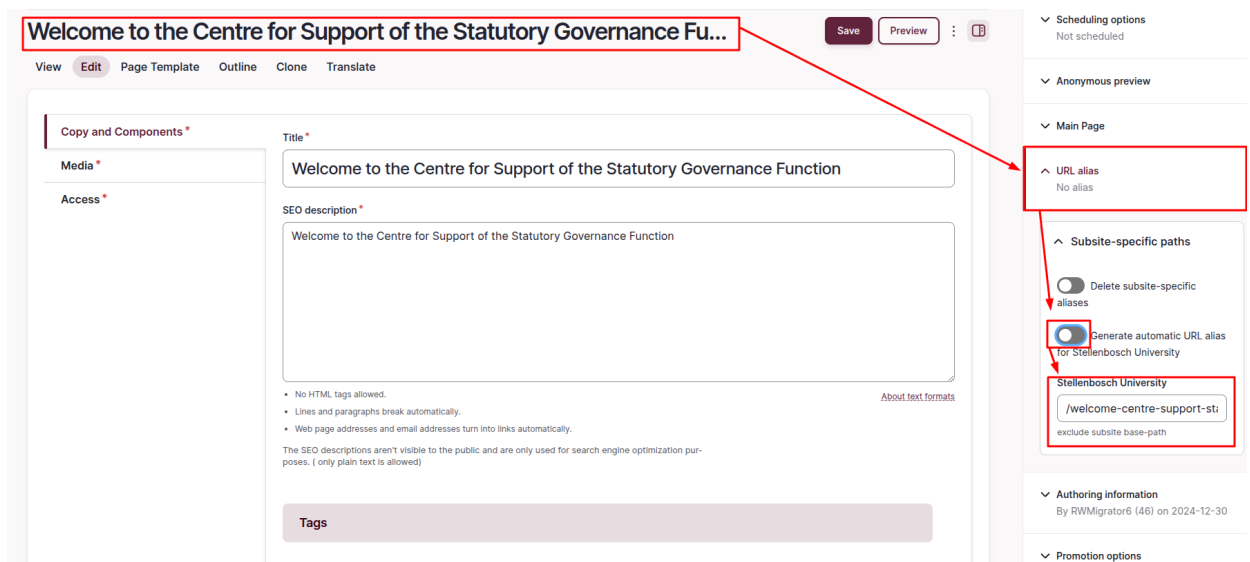 Welcome to the Centre for Support of the Statutory Governance Fu...
Save
Preview
View Edit Page Template Outline Clone Translate
Copy and Components *
Media *
Access *
Title *
Welcome to the Centre for Support of the Statutory Governance Function
SEO description *
Welcome to the Centre for Support of the Statutory Governance Function
• No HTML tags allowed.
About text formats
• Lines and paragraphs break automatically.
• Web page addresses and email addresses turn into links automatically.
The SEO descriptions aren't visible to the public and are only used for search engine optimization pur-
poses. ( only plain text is allowed)
Tags
Scheduling options
Not scheduled
Anonymous preview
Main Page
URL alias
No alias
Subsite-specific paths
Delete subsite-specific
aliases
Generate automatic URL alias
for Stellenbosch University
Stellenbosch University
/welcome-centre-support-sta
exclude subsite base-path
Authoring information
By RWMigrator6 (46) on 2024-12-30
Promotion options